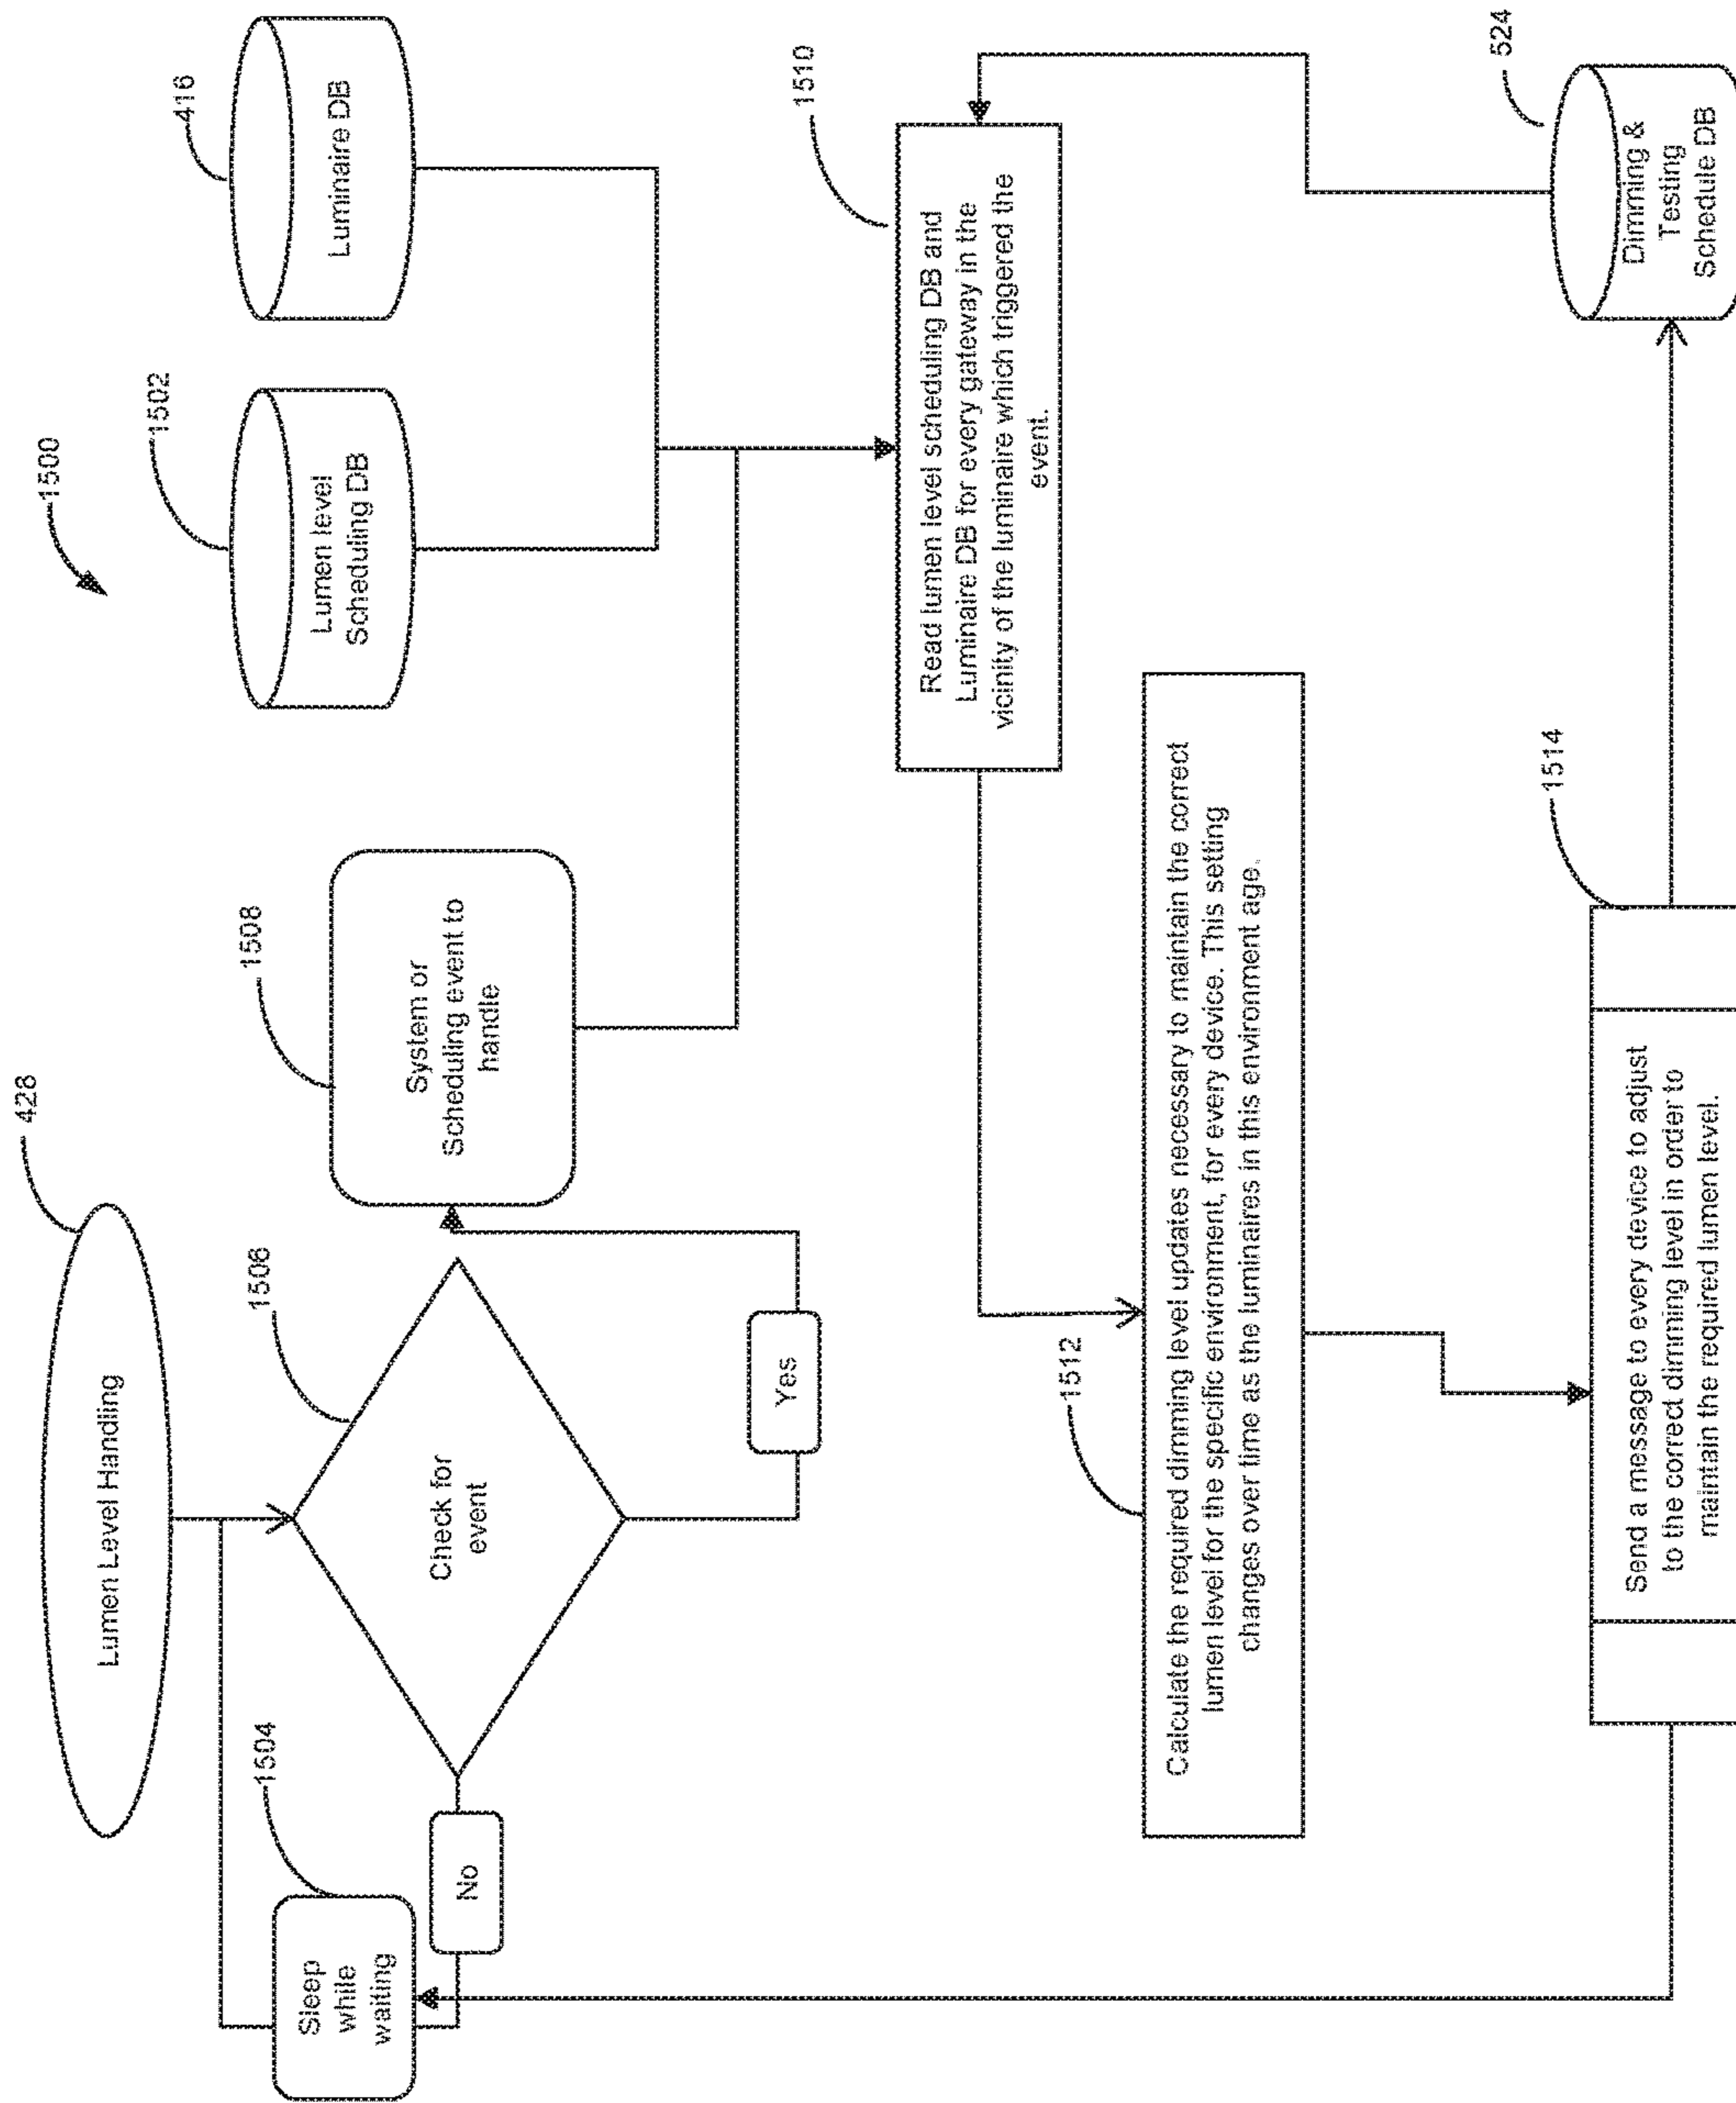 1500
428
Lumen Level Handling
1504
Sleep
while
waiting
No
1506
Check for
event
Yes
1508
System or
Scheduling event to
handle
1502
Lumen level
Scheduling DB
416
Luminaire DB
1510
Read lumen level scheduling DB and
Luminaire DB for every gateway in the
vicinity of the luminaire which triggered the
event.
1512
Calculate the required dimming level updates necessary to maintain the correct
lumen level for the specific environment, for every device. This setting
changes over time as the luminaires in this environment age.
1514
Send a message to every device to adjust
to the correct dimming level in order to
maintain the required lumen level.
524
Dimming &
Testing
Schedule DB